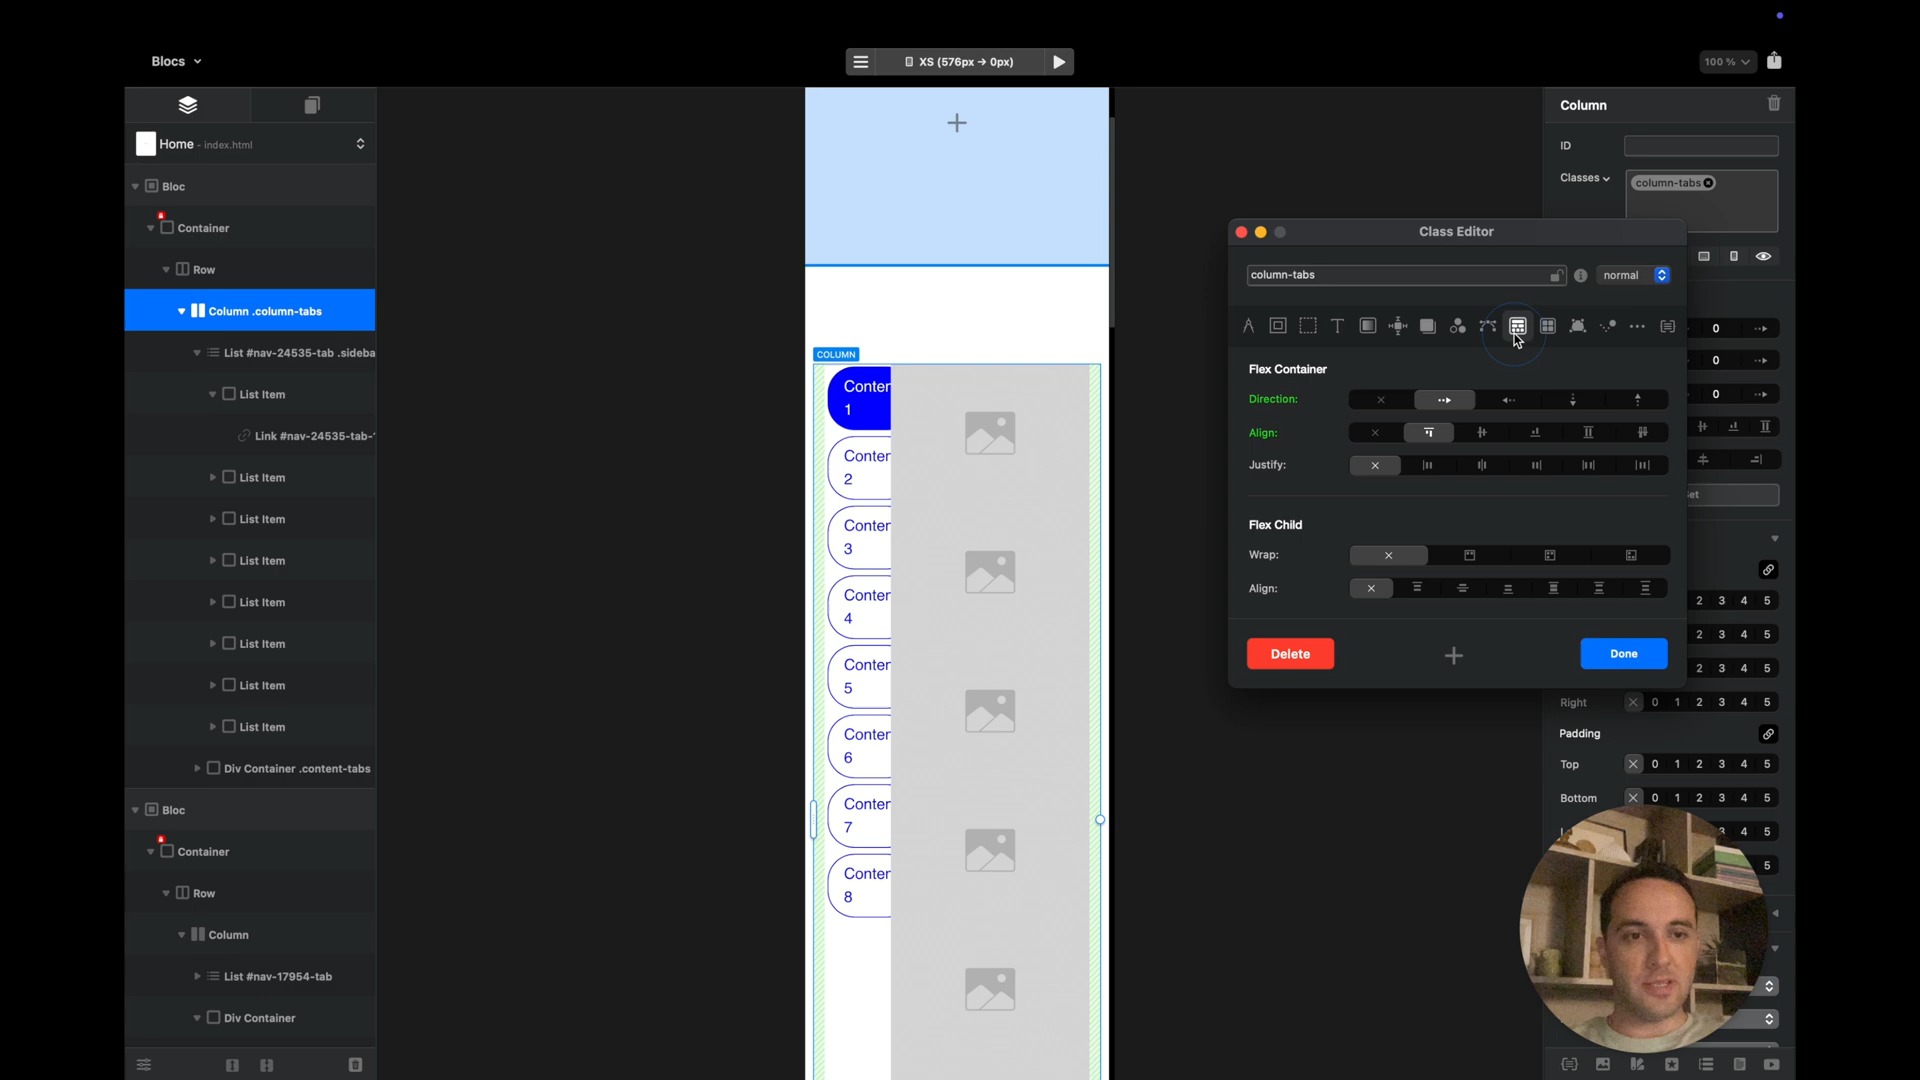 Blocs
XS (576px → 0px)
100 %
Home - index.html
Bloc
Container
Row
Column .column-tabs
List #nav-24535-tab .sideba
List Item
Link #nav-24535-tab-
List Item
List Item
List Item
List Item
List Item
List Item
List Item
Div Container .content-tabs
Bloc
Container
Row
Column
List #nav-17954-tab
Div Container
COLUMN
Conter
1
Conter
2
Conter
3
Conter
4
Conter
5
Conter
6
Conter
7
Conter
8
Class Editor
column-tabs
normal
Flex Container
Direction:
Align:
Justify:
Flex Child
Wrap:
Align:
Delete
Done
Column
ID
Classes
column-tabs
0
0
0
2 3 4 5
2 3 4 5
2 3 4 5
Right 0 1 2 3 4 5
Padding
Top 0 1 2 3 4 5
Bottom 0 1 2 3 4 5
3 4 5
5